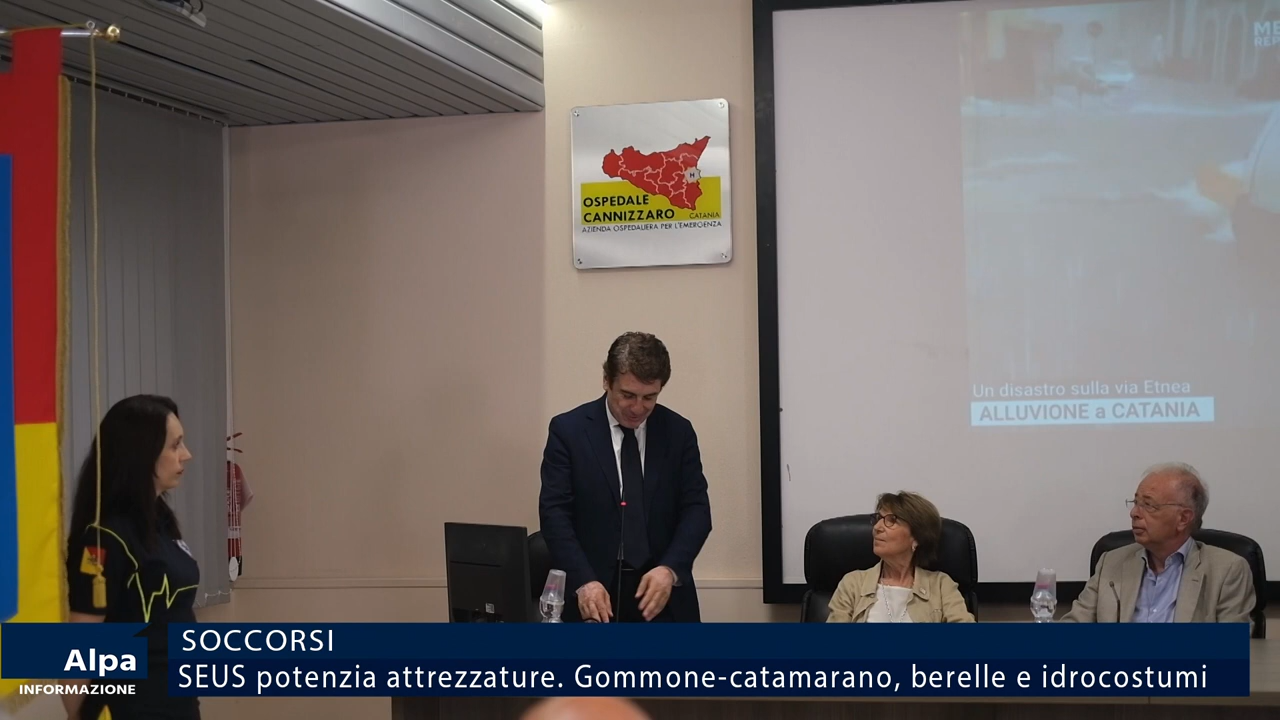 H
OSPEDALE
CANNIZZARO CATANIA
AZIENDA OSPEDALIERA PER L'EMERGENZA
Un disastro sulla via Etnea
ALLUVIONE a CATANIA
Alpa
INFORMAZIONE
SOCCORSI
SEUS potenzia attrezzature. Gommone-catamarano, berelle e idrocostumi